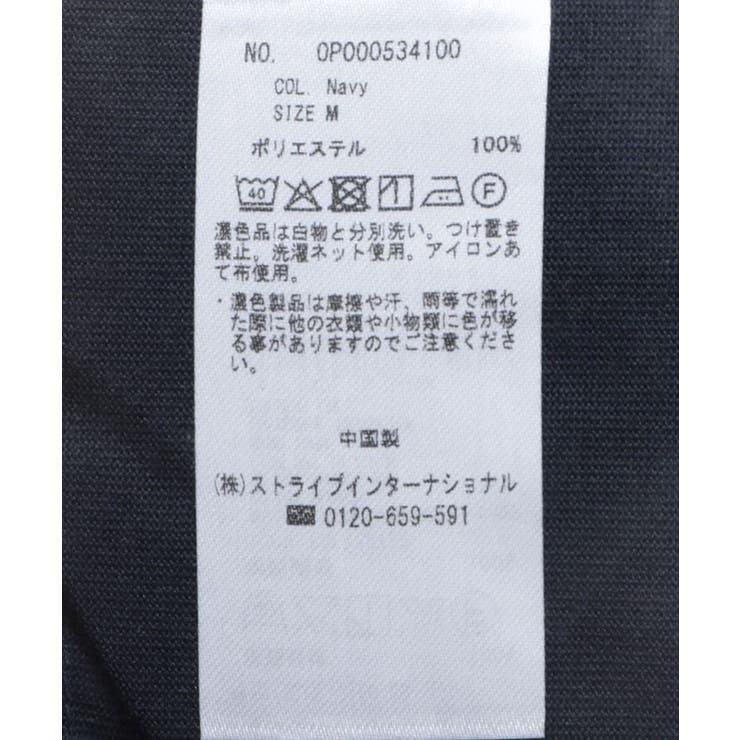 NO. OP000534100
COL. Navy
SIZE M
ポリエステル 100%
40 F
濃色品は白物と分別洗い。つけ置き
禁止。洗濯ネット使用。アイロンあ
て布使用。
・濃色製品は摩擦や汗、雨等で濡れ
た際に他の衣類や小物類に色が移
る事がありますのでご注意くださ
い。
中国製
(株)ストライプインターナショナル
0120-659-591